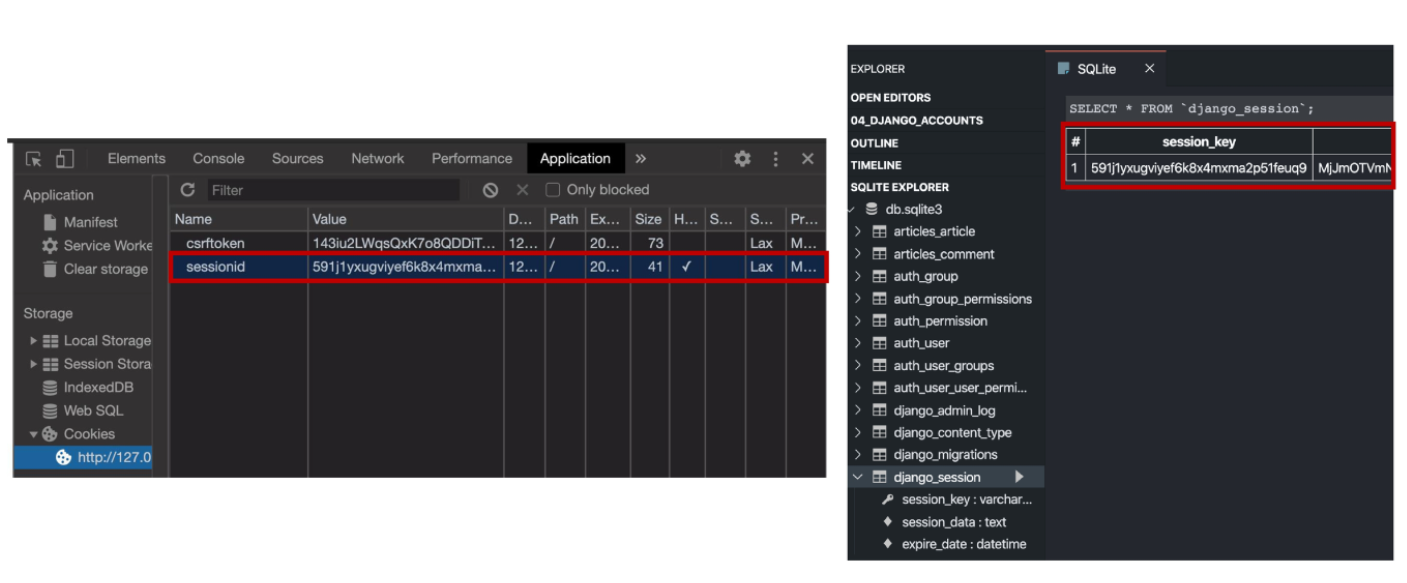 Elements Console Sources Network Performance Application »
Application
Manifest
Service Worke
Clear storage
Storage
Local Storage
Session Stora
IndexedDB
Web SQL
Cookies
http://127.0
Filter
Only blocked
Name Value D... Path Ex... Size H... S... S... Pr...
csrftoken 143iu2LWqsQxK7o8QDDiT... 12... / 20... 73 Lax M...
sessionid 591j1yxugviyef6k8x4mxma... 12... / 20... 41 ✓ Lax M...
EXPLORER
OPEN EDITORS
04_DJANGO_ACCOUNTS
OUTLINE
TIMELINE
SQLITE EXPLORER
db.sqlite3
articles_article
articles_comment
auth_group
auth_group_permissions
auth_permission
auth_user
auth_user_groups
auth_user_user_permi...
django_admin_log
django_content_type
django_migrations
django_session
session_key : varchar...
session_data : text
expire_date : datetime
SQLite
SELECT * FROM `django_session`;
# session_key
1 591j1yxugviyef6k8x4mxma2p51feuq9 MjJmOTVmN